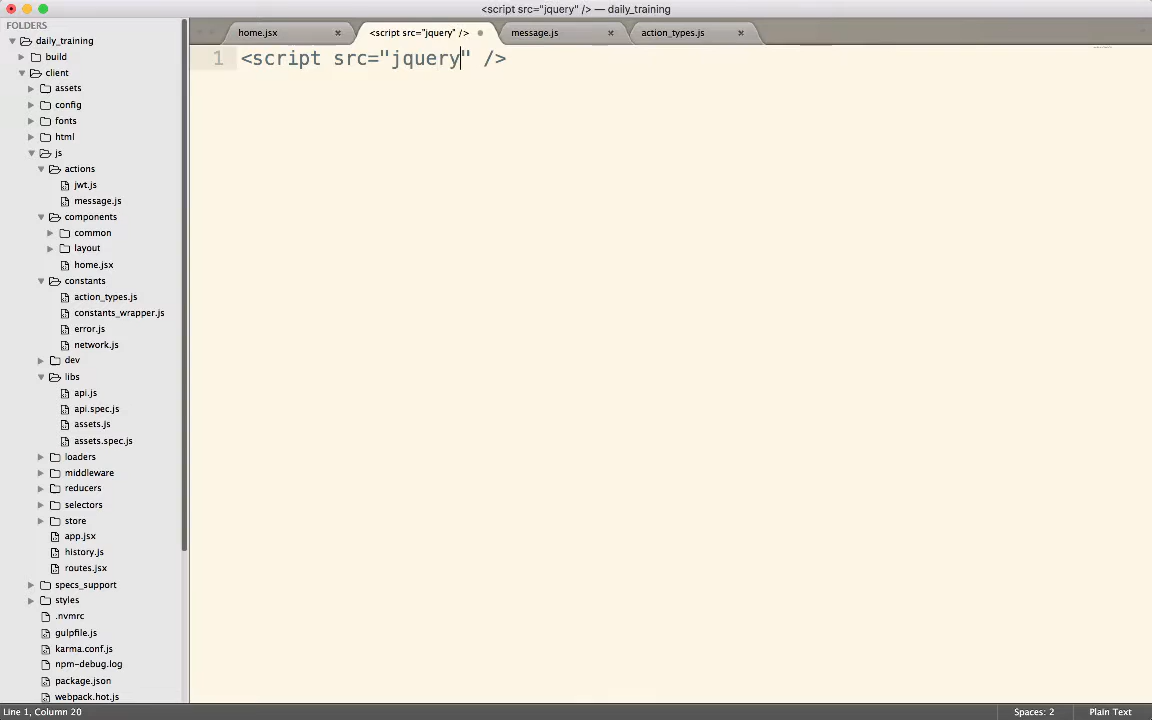 <script src="jquery" /> — daily_training
FOLDERS
daily_training
build
client
assets
config
fonts
html
js
actions
jwt.js
message.js
components
common
layout
home.jsx
constants
action_types.js
constants_wrapper.js
error.js
network.js
dev
libs
api.js
api.spec.js
assets.js
assets.spec.js
loaders
middleware
reducers
selectors
store
app.jsx
history.js
routes.jsx
specs_support
styles
.nvmrc
gulpfile.js
karma.conf.js
npm-debug.log
package.json
webpack.hot.js
home.jsx
<script src="jquery" />
message.js
action_types.js
1 <script src="jquery" />
Line 1, Column 20
Spaces: 2
Plain Text